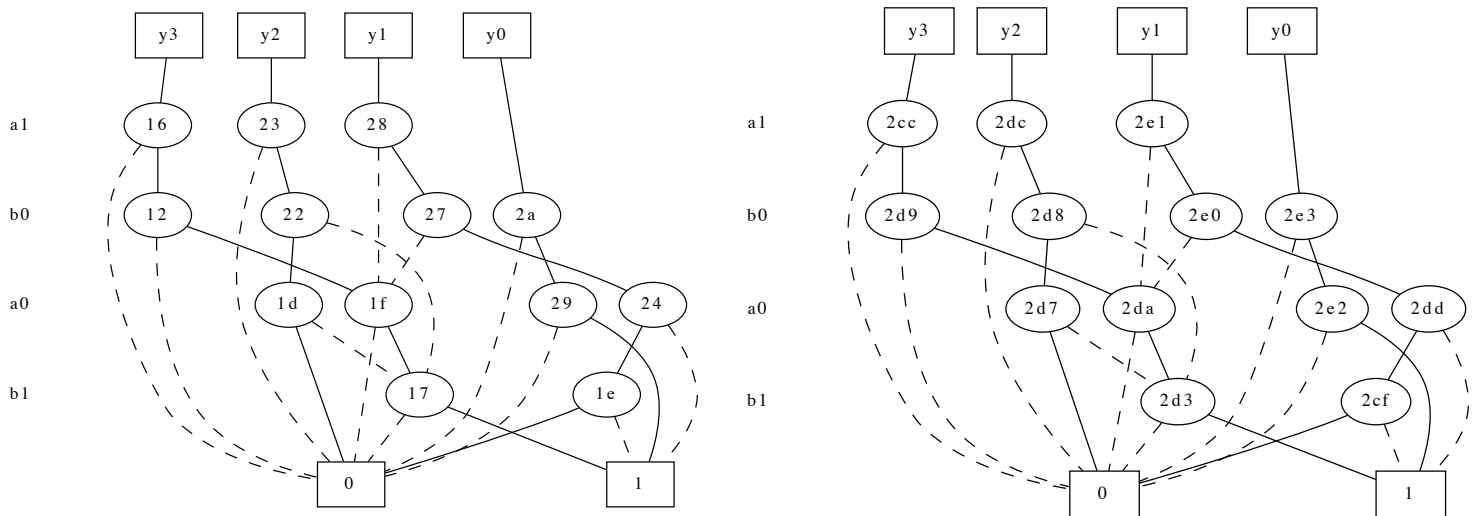 y3 y2 y1 y0
a1 16 23 28
b0 12 22 27 2a
a0 1d 1f 29 24
b1 17 1e
0 1
y3 y2 y1 y0
a1 2cc 2dc 2e1
b0 2d9 2d8 2e0 2e3
a0 2d7 2da 2e2 2dd
b1 2d3 2cf
0 1